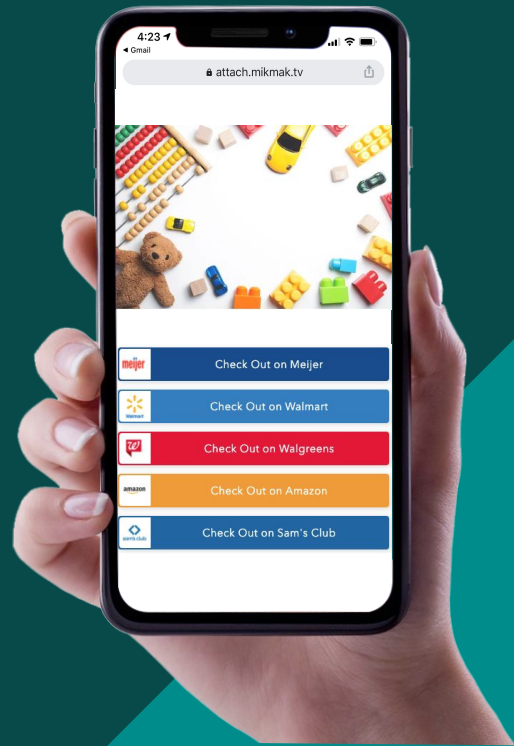 4:23
◀ Gmail
attach.mikmak.tv
meijer Check Out on Meijer
Walmart Check Out on Walmart
W Check Out on Walgreens
amazon Check Out on Amazon
sam's club Check Out on Sam's Club